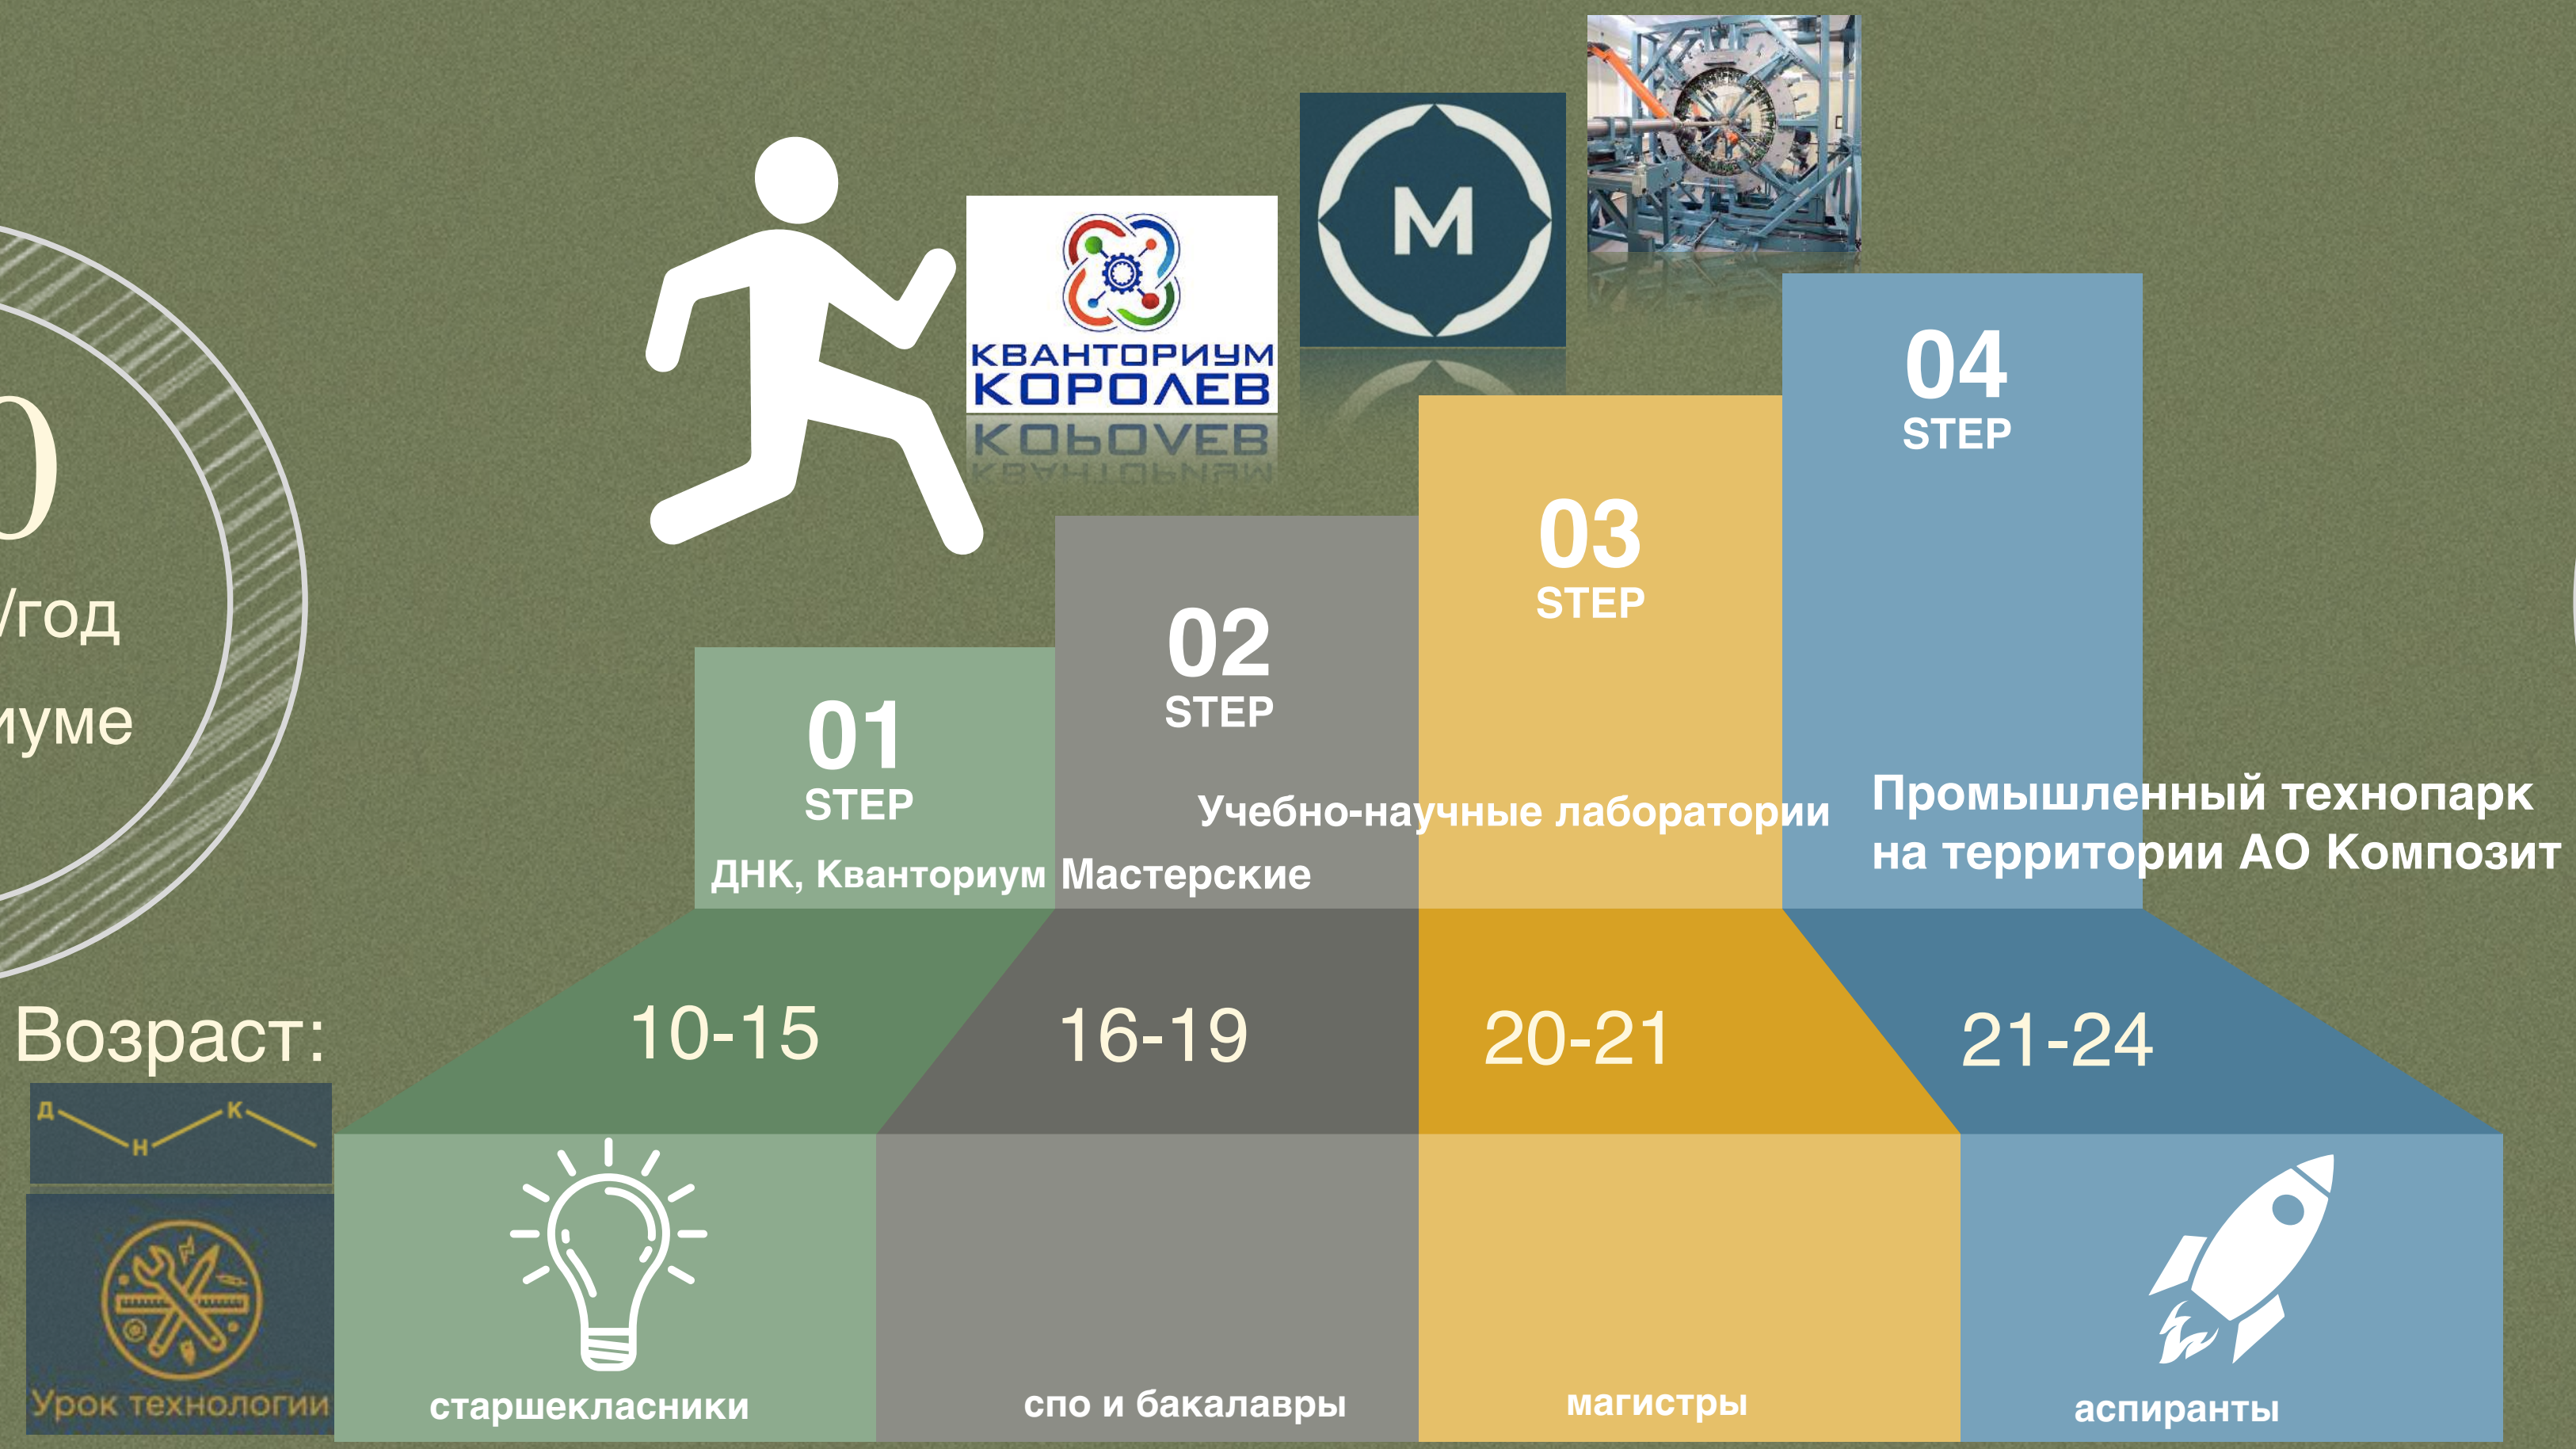 0
/год
иуме
КВАНТОРИУМ
КОРОЛЕВ
М
01
STEP
02
STEP
03
STEP
04
STEP
ДНК, Кванториум
Мастерские
Учебно-научные лаборатории
Промышленный технопарк
на территории АО Композит
Возраст:
10-15
16-19
20-21
21-24
Д Н К
Урок технологии
старшекласники
спо и бакалавры
магистры
аспиранты